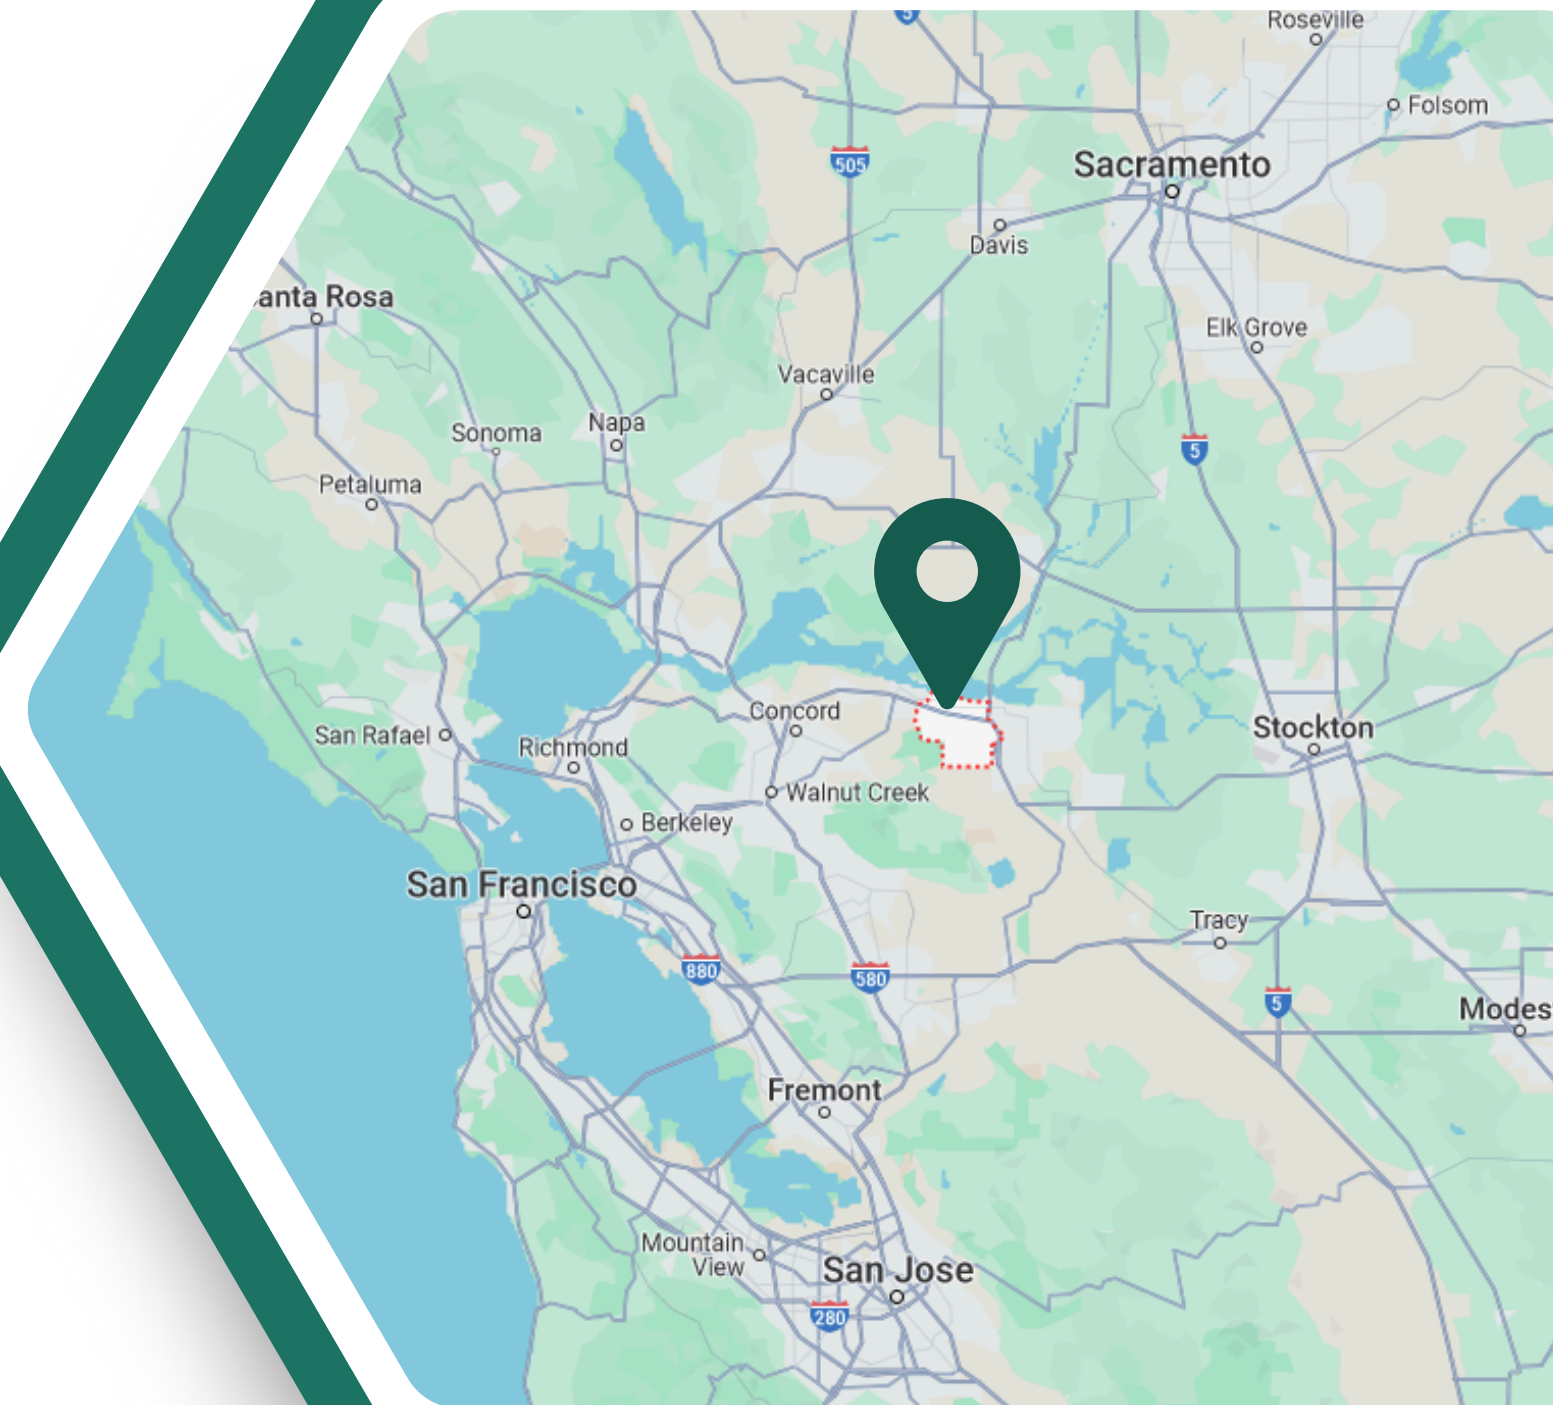 5
Roseville
Folsom
505
Sacramento
Davis
anta Rosa
Elk Grove
Vacaville
Napa
Sonoma
5
Petaluma
Concord
Stockton
San Rafael
Richmond
Walnut Creek
Berkeley
San Francisco
Tracy
880
580
5
Modes
Fremont
Mountain
View
San Jose
280